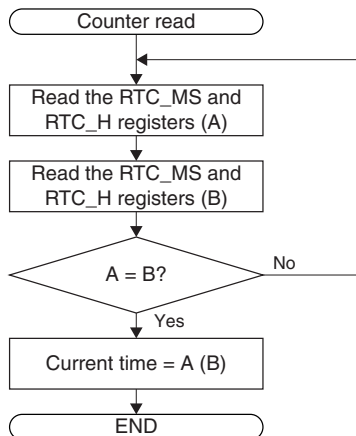 Counter read
Read the RTC_MS and
RTC_H registers (A)
Read the RTC_MS and
RTC_H registers (B)
A = B?
No
Yes
Current time = A (B)
END